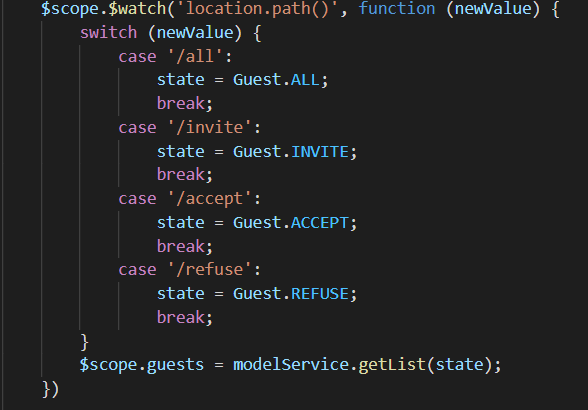 $scope.$watch('location.path()', function (newValue) {
switch (newValue) {
case '/all':
state = Guest.ALL;
break;
case '/invite':
state = Guest.INVITE;
break;
case '/accept':
state = Guest.ACCEPT;
break;
case '/refuse':
state = Guest.REFUSE;
break;
}
$scope.guests = modelService.getList(state);
})